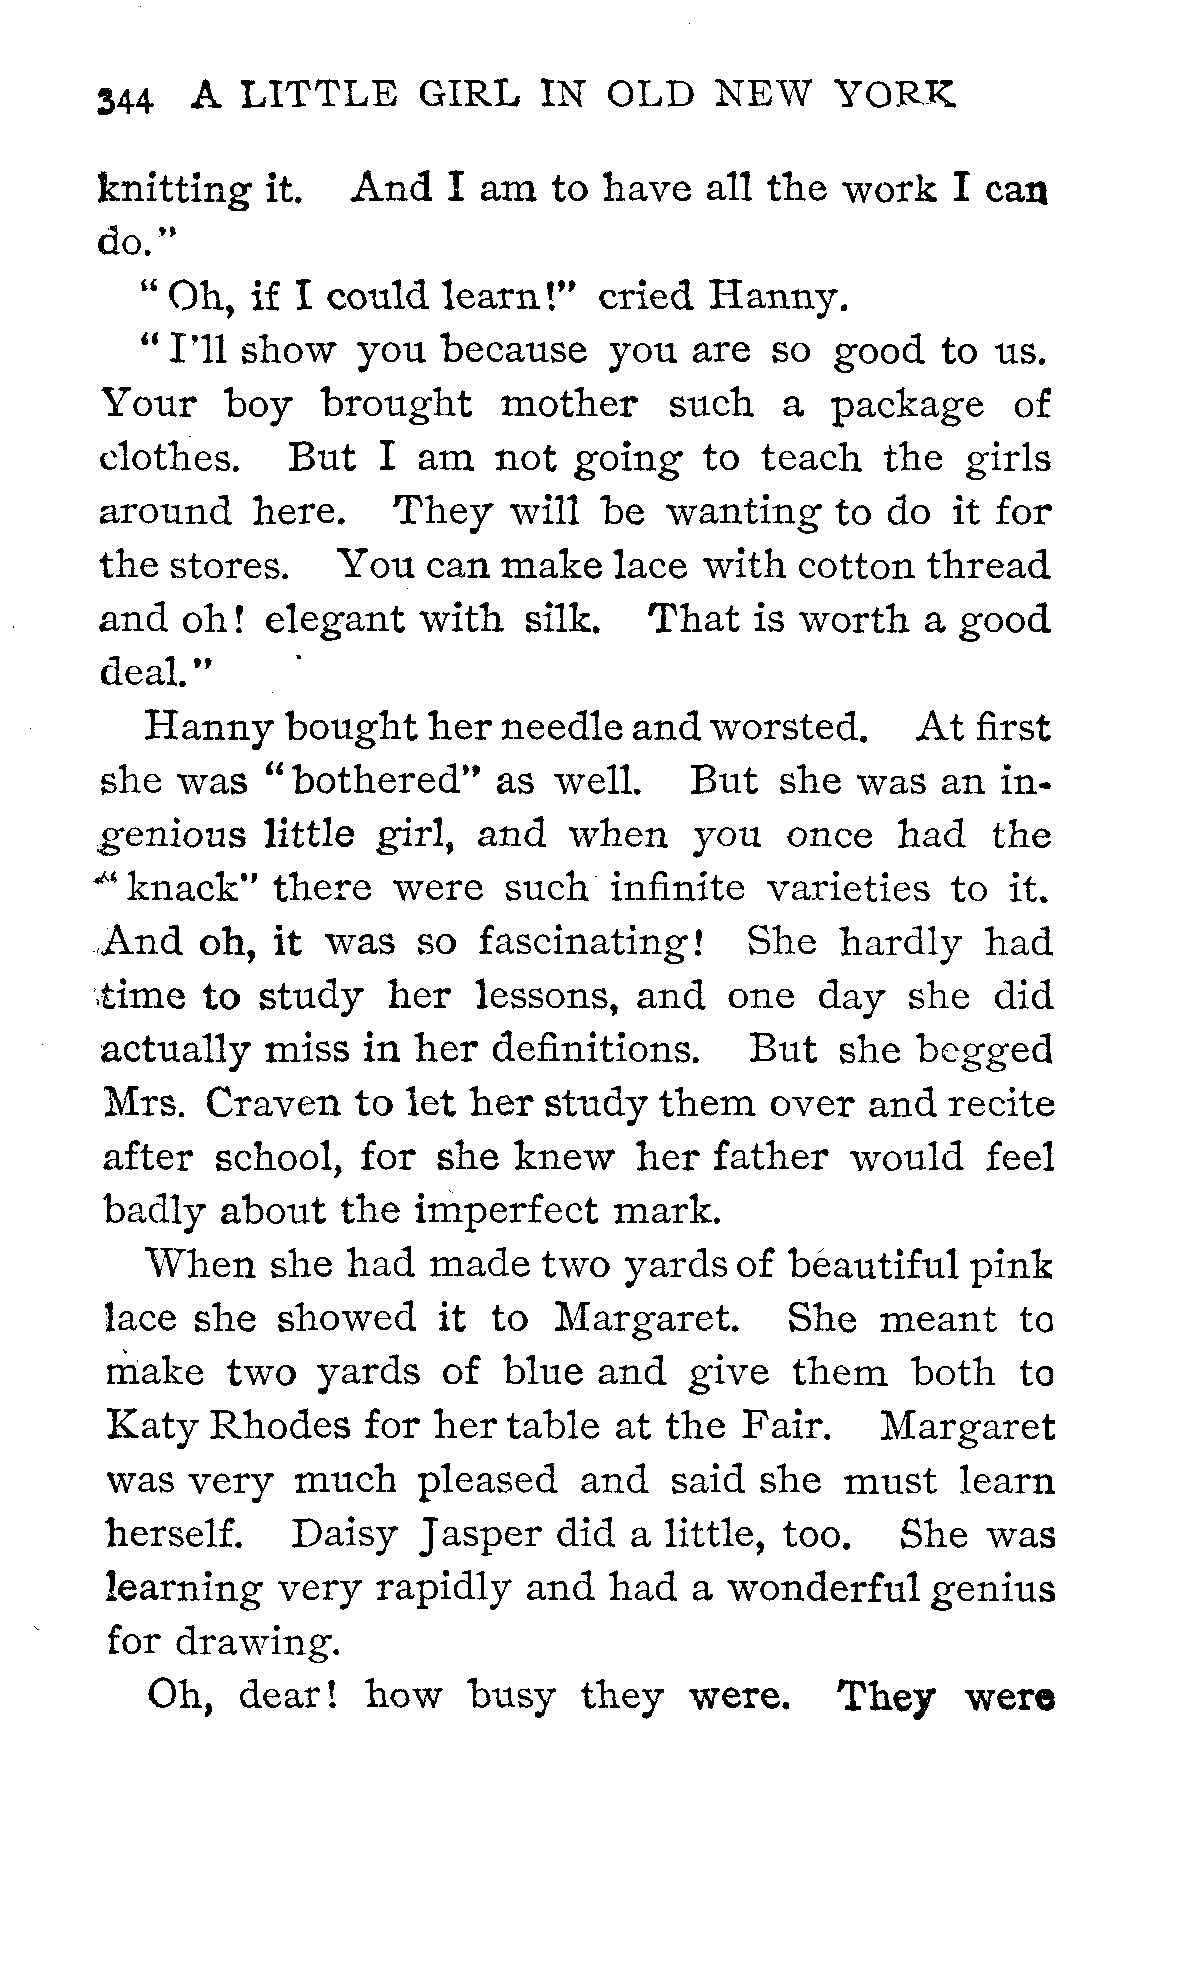 344 A LITTLE GIRL IN OLD NEW YORK
knitting it. And I am to have all the work I can
do."
"Oh, if I could learn!" cried Hanny.
"I'll show you because you are so good to us.
Your boy brought mother such a package of
clothes. But I am not going to teach the girls
around here. They will be wanting to do it for
the stores. You can make lace with cotton thread
and oh! elegant with silk. That is worth a good
deal."
Hanny bought her needle and worsted. At first
she was "bothered" as well. But she was an in-
genious little girl, and when you once had the
"knack" there were such infinite varieties to it.
And oh, it was so fascinating! She hardly had
time to study her lessons, and one day she did
actually miss in her definitions. But she begged
Mrs. Craven to let her study them over and recite
after school, for she knew her father would feel
badly about the imperfect mark.
When she had made two yards of beautiful pink
lace she showed it to Margaret. She meant to
make two yards of blue and give them both to
Katy Rhodes for her table at the Fair. Margaret
was very much pleased and said she must learn
herself. Daisy Jasper did a little, too. She was
learning very rapidly and had a wonderful genius
for drawing.
Oh, dear! how busy they were. They were